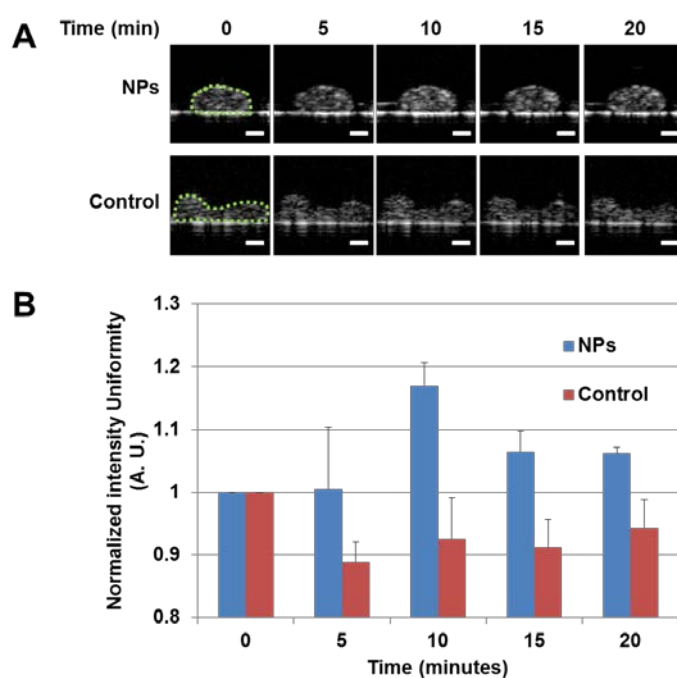 A
Time (min) 0 5 10 15 20
NPs
Control
B
Normalized intensity Uniformity
(A. U.)
1.3
1.2
1.1
1
0.9
0.8
NPs
Control
0 5 10 15 20
Time (minutes)